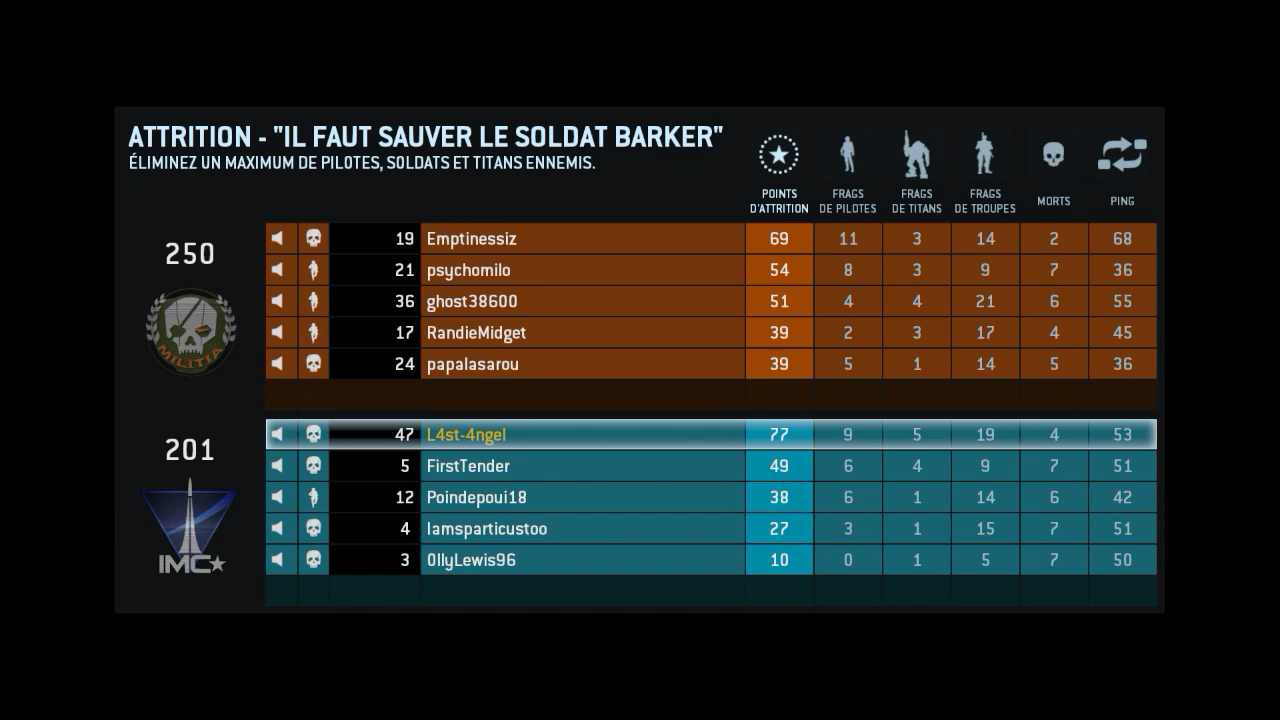 ATTRITION - "IL FAUT SAUVER LE SOLDAT BARKER"
ÉLIMINEZ UN MAXIMUM DE PILOTES, SOLDATS ET TITANS ENNEMIS.
POINTS D'ATTRITION FRAGS DE PILOTES FRAGS DE TITANS FRAGS DE TROUPES MORTS PING
250
MILITIA
19 Emptinessiz 69 11 3 14 2 68
21 psychomilo 54 8 3 9 7 36
36 ghost38600 51 4 4 21 6 55
17 RandieMidget 39 2 3 17 4 45
24 papalasarou 39 5 1 14 5 36
201
IMC
47 L4st-4ngel 77 9 5 19 4 53
5 FirstTender 49 6 4 9 7 51
12 Poindepoui18 38 6 1 14 6 42
4 Iamsparticustoo 27 3 1 15 7 51
3 OllyLewis96 10 0 1 5 7 50